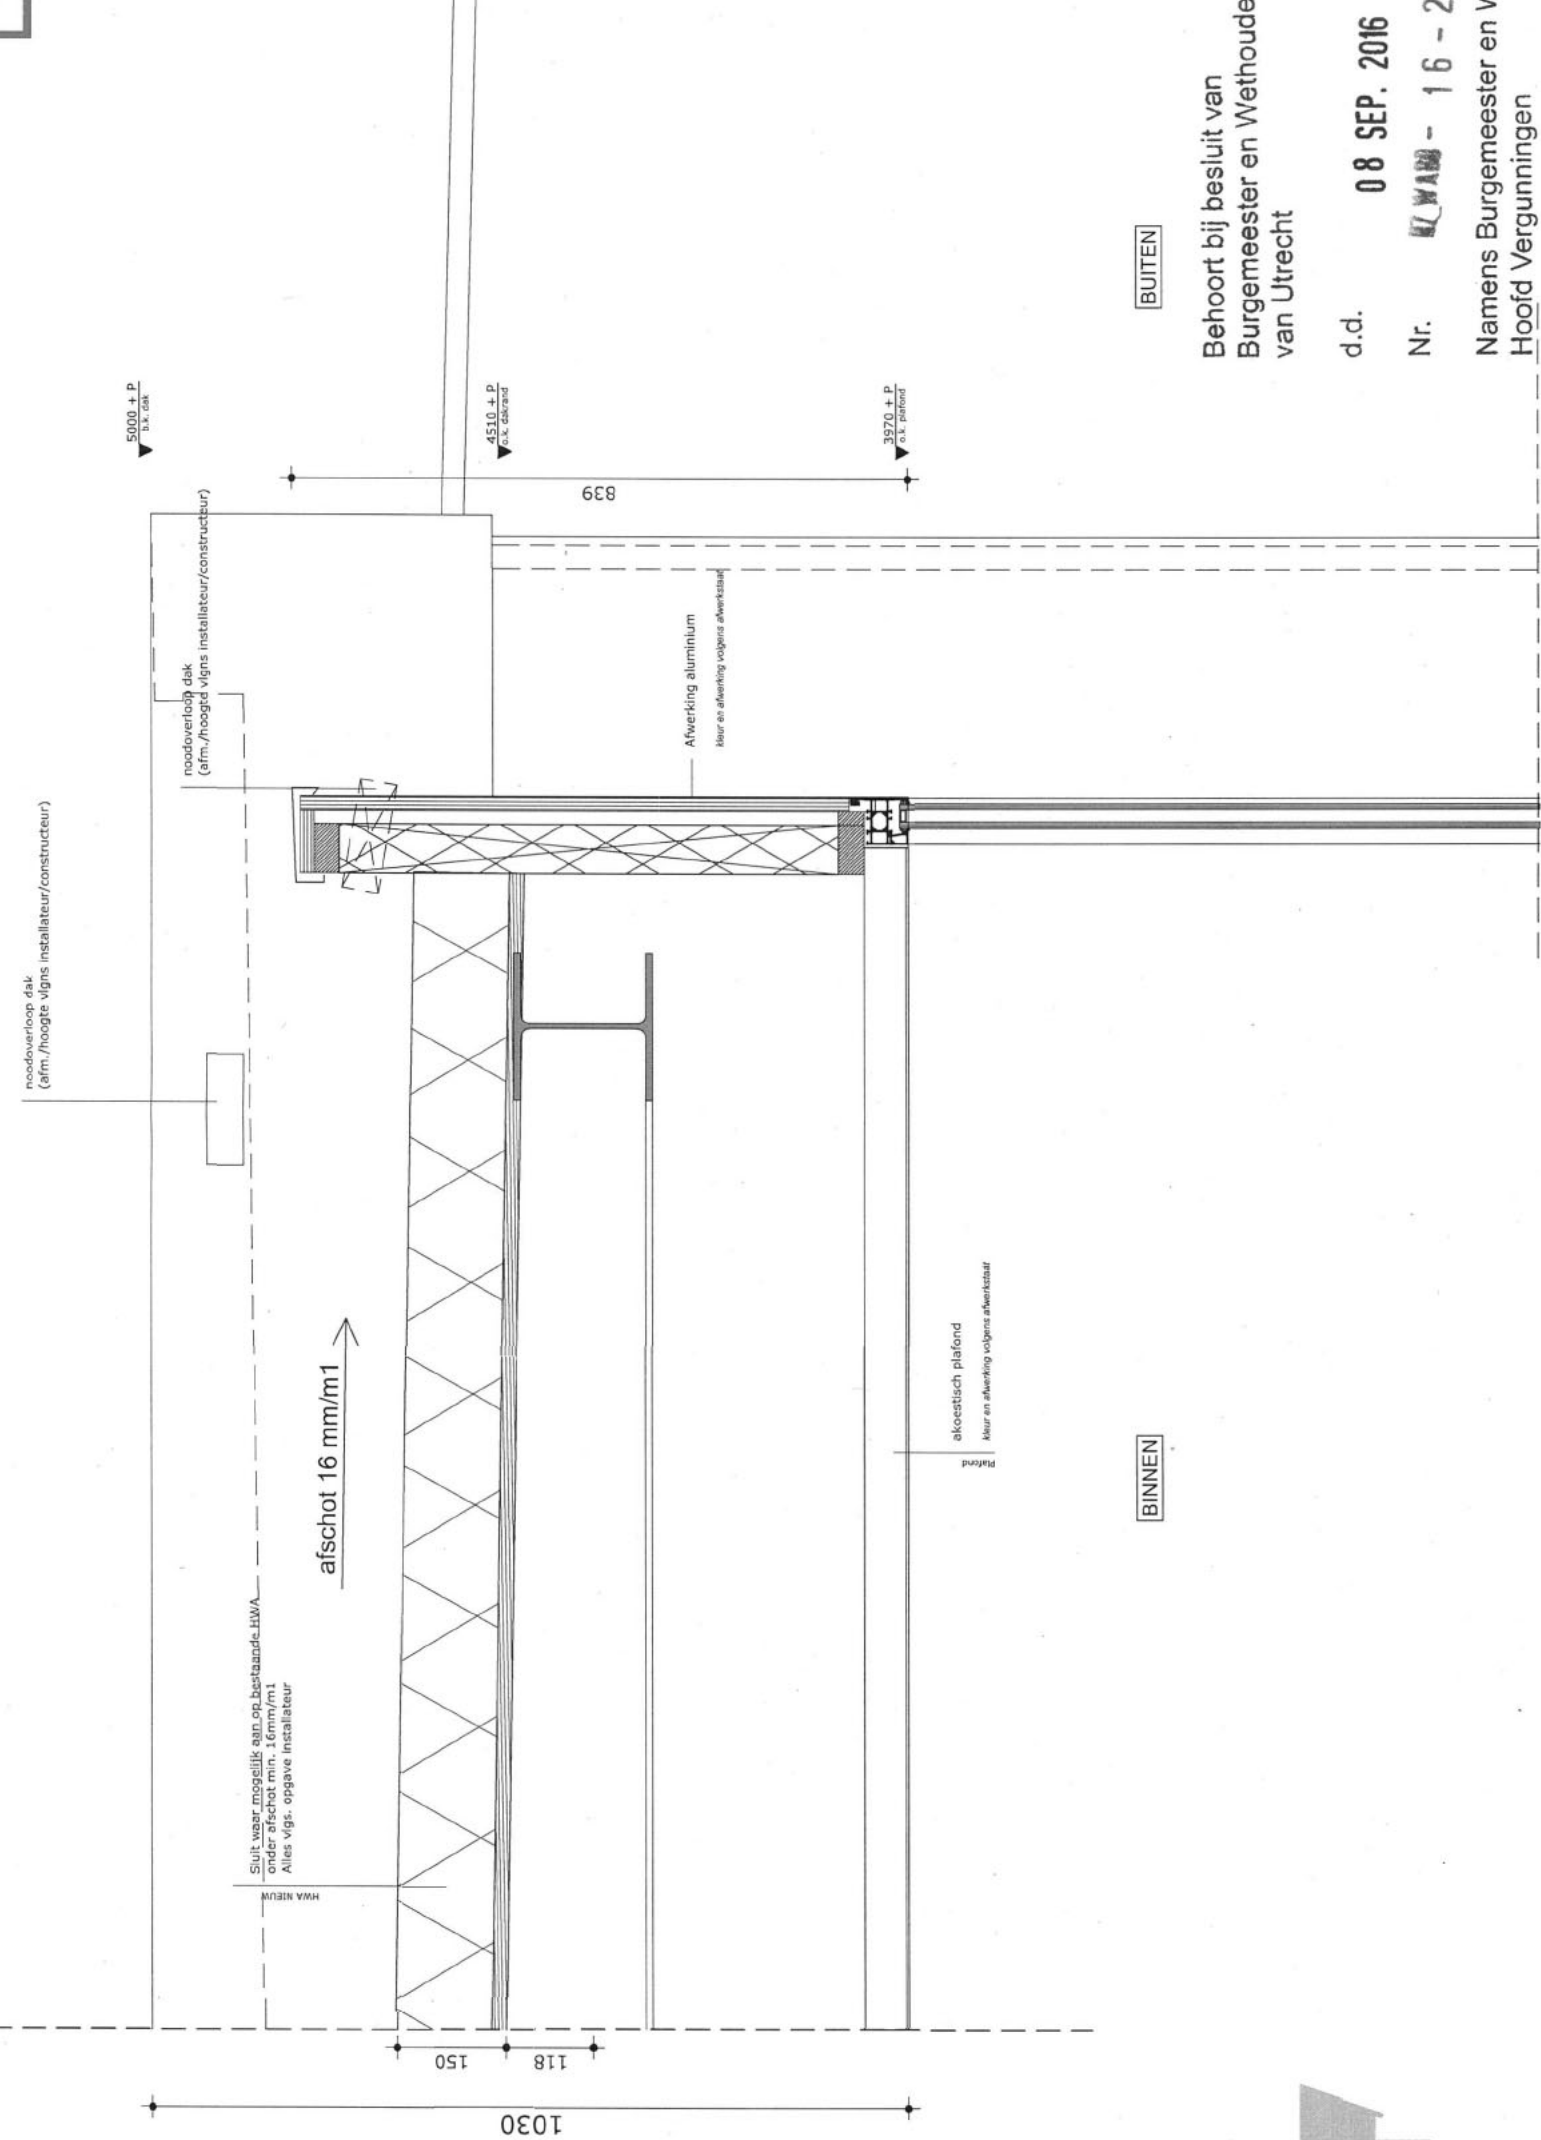 noodoverloop dak
(afm./hoogte vlgns installateur/constructeur)
5000 + P
b.k. dak
noodoverloop dak
(afm./hoogte vlgns installateur/constructeur)
4510 + P
o.k. dakrand
3970 + P
o.k. plafond
839
Afwerking aluminium
kleur en afwerking volgens afwerkstaat
afschot 16 mm/m1
Sluit waar mogelijk aan op bestaande HWA
onder afschot min. 16mm/m1
Alles vlgs. opgave installateur
HWA NIEUW
akoestisch plafond
kleur en afwerking volgens afwerkstaat
Plafond
BINNEN
BUITEN
150
118
1030
Behoort bij besluit van
Burgemeester en Wethoude
van Utrecht
d.d. 08 SEP. 2016
Nr. HZ_WABO - 16 - 2
Namens Burgemeester en
Hoofd Vergunningen